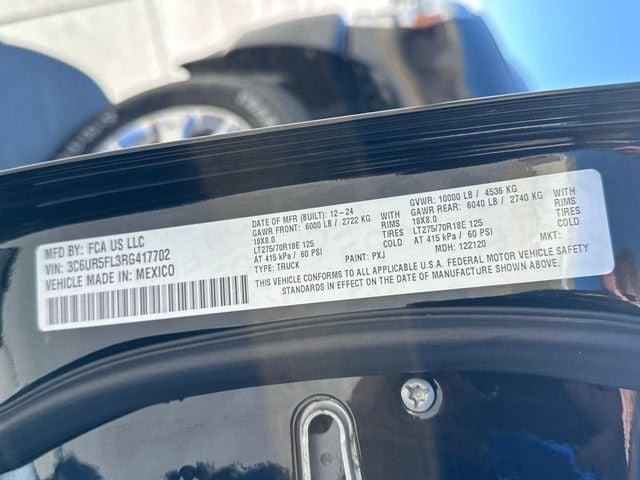 MFD BY: FCA US LLC
VIN: 3C6UR5FL3RG417702
VEHICLE MADE IN: MEXICO
DATE OF MFR (BUILT): 12-24
GAWR FRONT: 6000 LB / 2722 KG
18X8.0
LT275/70R18E 125
AT 415 kPa / 60 PSI
TYPE: TRUCK
WITH
RIMS
TIRES
COLD
PAINT: PXJ
GVWR: 10000 LB / 4536 KG
GAWR REAR: 6040 LB / 2740 KG
18X8.0
LT275/70R18E 125
AT 415 kPa / 60 PSI
MDH: 122120
WITH
RIMS
TIRES
COLD
MKT:
THIS VEHICLE CONFORMS TO ALL APPLICABLE U.S.A. FEDERAL MOTOR VEHICLE SAFETY
STANDARDS IN EFFECT ON THE DATE OF MANUFACTURE SHOWN ABOVE.